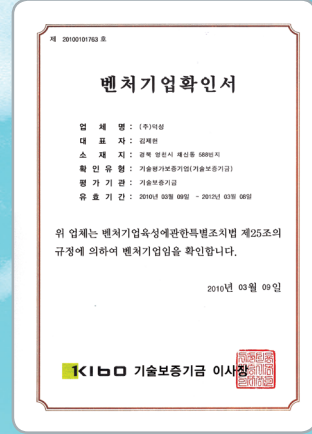 제 20100101763 호
벤처기업확인서
업 체 명 : (주)덕성
대 표 자 : 김제현
소 재 지 : 경북 영천시 채신동 588번지
확 인 유 형 : 기술평가보증기업(기술보증기금)
평 가 기 관 : 기술보증기금
유 효 기 간 : 2010년 03월 09일 ~ 2012년 03월 08일
위 업체는 벤처기업육성에관한특별조치법 제25조의
규정에 의하여 벤처기업임을 확인합니다.
2010년 03월 09일
KIBO 기술보증기금 이사장